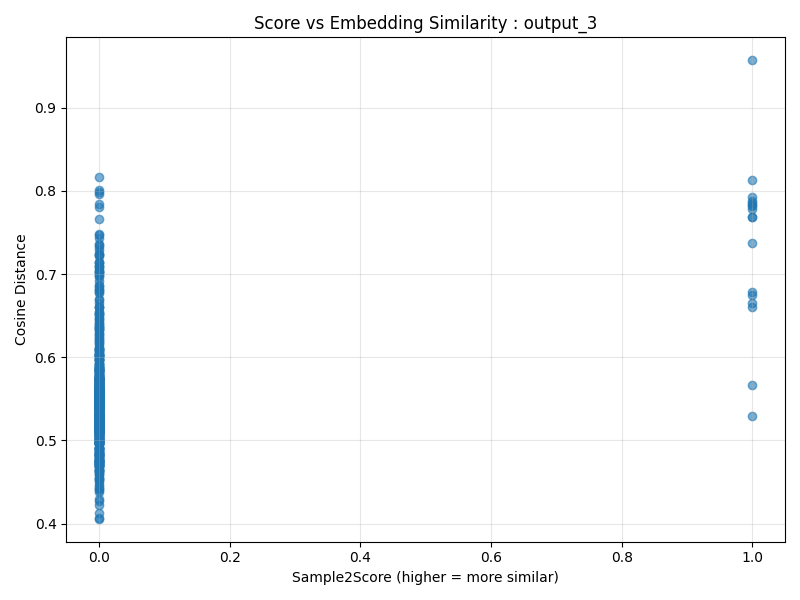 Score vs Embedding Similarity : output_3
Cosine Distance
0.9
0.8
0.7
0.6
0.5
0.4
0.0 0.2 0.4 0.6 0.8 1.0
Sample2Score (higher = more similar)